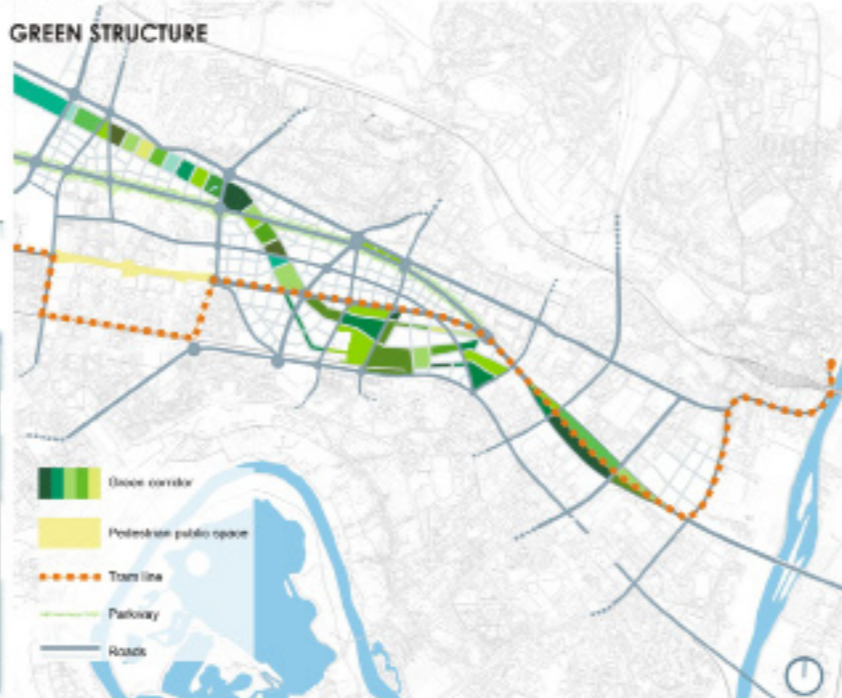 GREEN STRUCTURE
Green corridor
Pedestrian public space
Tram line
Parkway
Roads